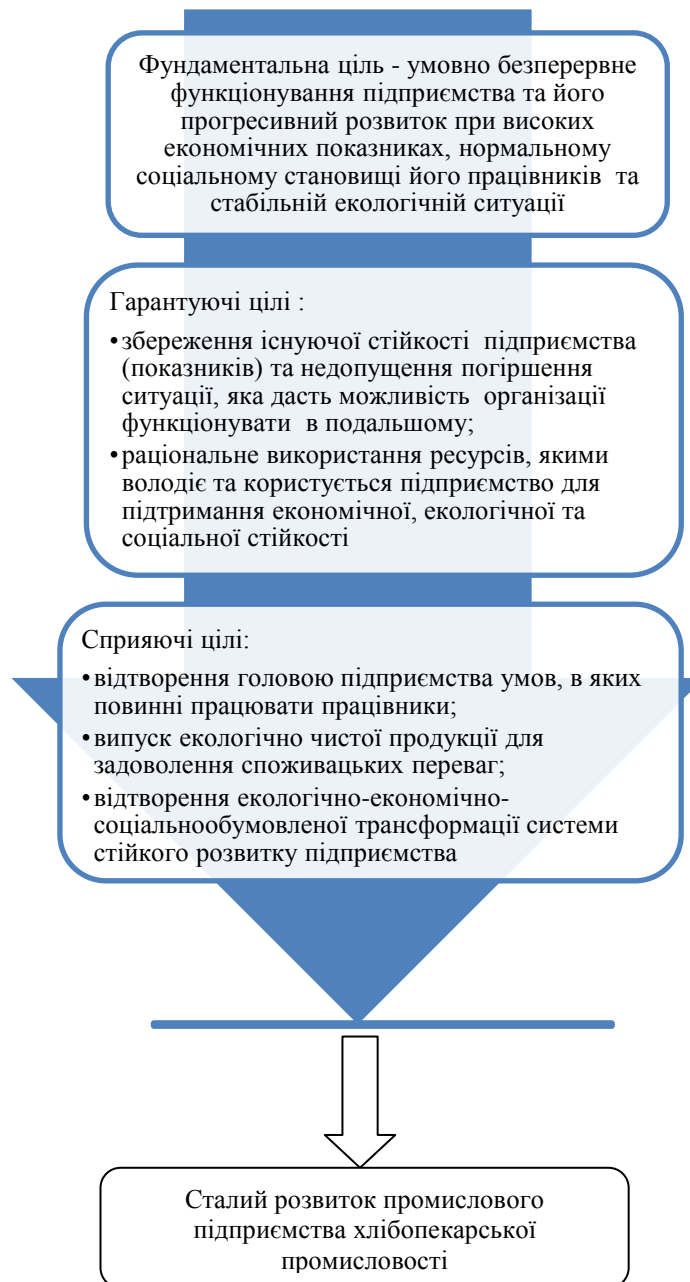 Фундаментальна ціль - умовно безперервне
функціонування підприємства та його
прогресивний розвиток при високих
економічних показниках, нормальному
соціальному становищі його працівників та
стабільній екологічній ситуації
Гарантуючі цілі :
•збереження існуючої стійкості підприємства
(показників) та недопущення погіршення
ситуації, яка дасть можливість організації
функціонувати в подальшому;
•раціональне використання ресурсів, якими
володіє та користується підприємство для
підтримання економічної, екологічної та
соціальної стійкості
Сприяючі цілі:
•відтворення головою підприємства умов, в яких
повинні працювати працівники;
•випуск екологічно чистої продукції для
задоволення споживацьких переваг;
•відтворення екологічно-економічно-
соціальнообумовленої трансформації системи
стійкого розвитку підприємства
Сталий розвиток промислового
підприємства хлібопекарської
промисловості